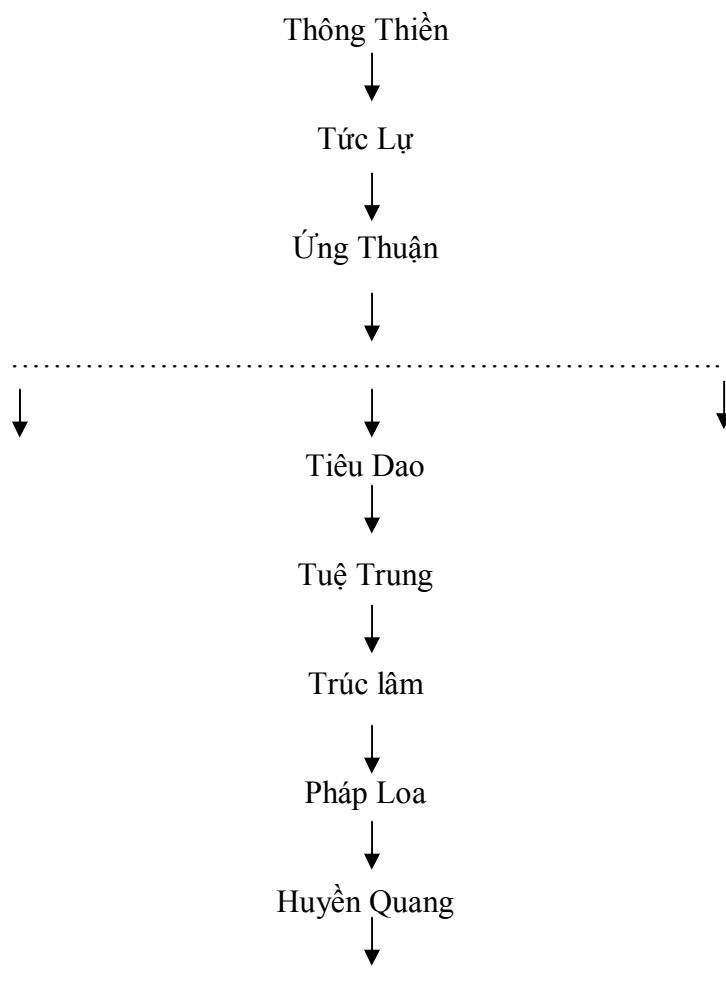 Thông Thiền
Tức Lự
Ứng Thuận
Tiêu Dao
Tuệ Trung
Trúc lâm
Pháp Loa
Huyền Quang